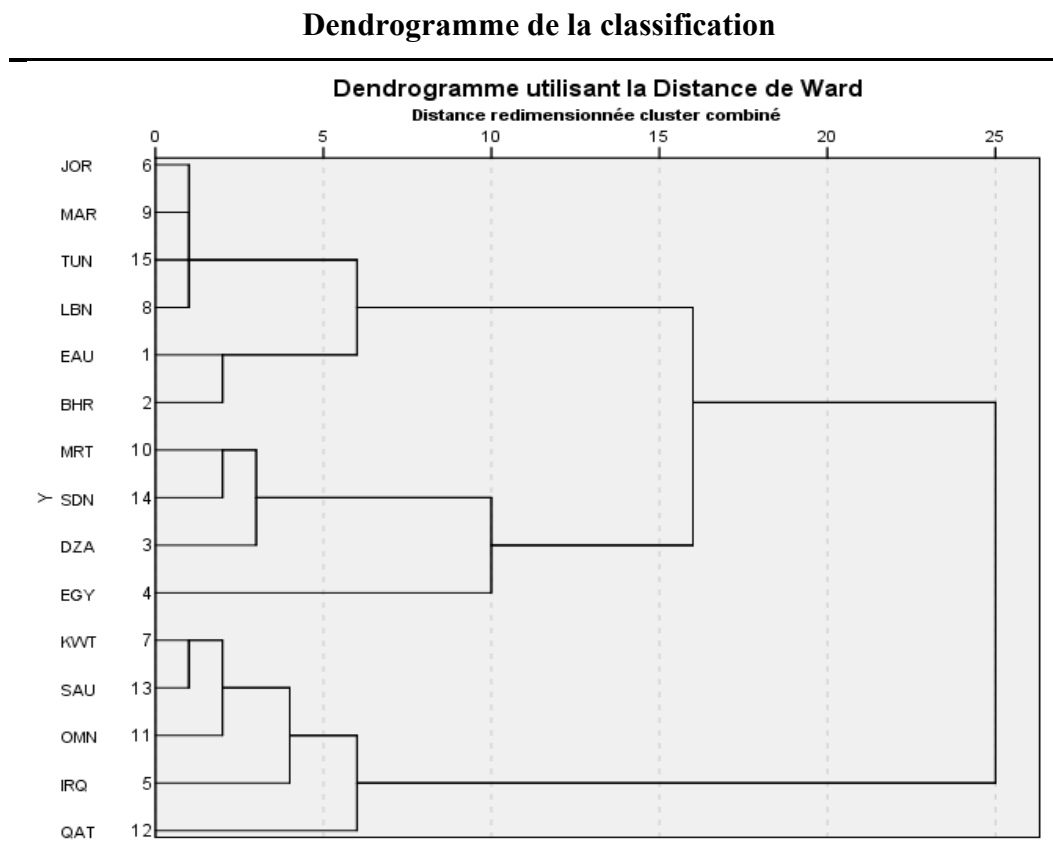 Dendrogramme de la classification
Dendrogramme utilisant la Distance de Ward
Distance redimensionnée cluster combiné
0 5 10 15 20 25
JOR 6
MAR 9
TUN 15
LBN 8
EAU 1
BHR 2
MRT 10
Y
SDN 14
DZA 3
EGY 4
KWT 7
SAU 13
OMN 11
IRQ 5
QAT 12